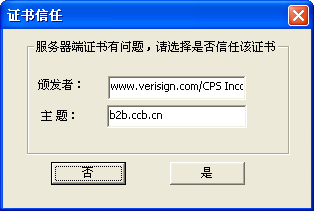 证书信任
服务器端证书有问题，请选择是否信任该证书
颁发者： www.verisign.com/CPS Inco
主 题： b2b.ccb.cn
否 是